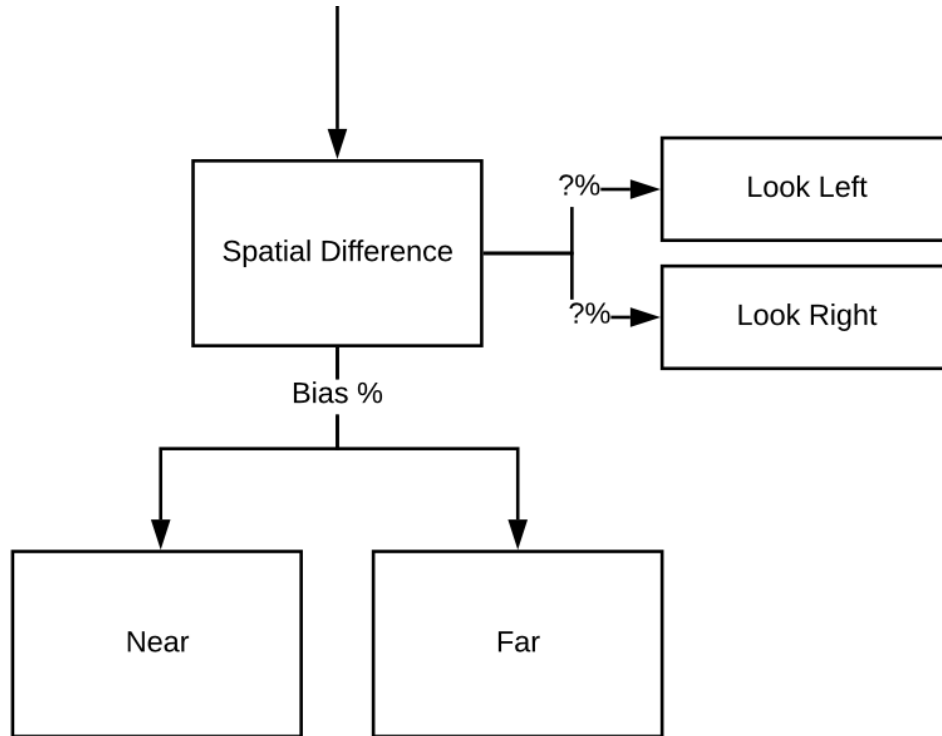 ?%
Look Left
Spatial Difference
?%
Look Right
Bias %
Near
Far